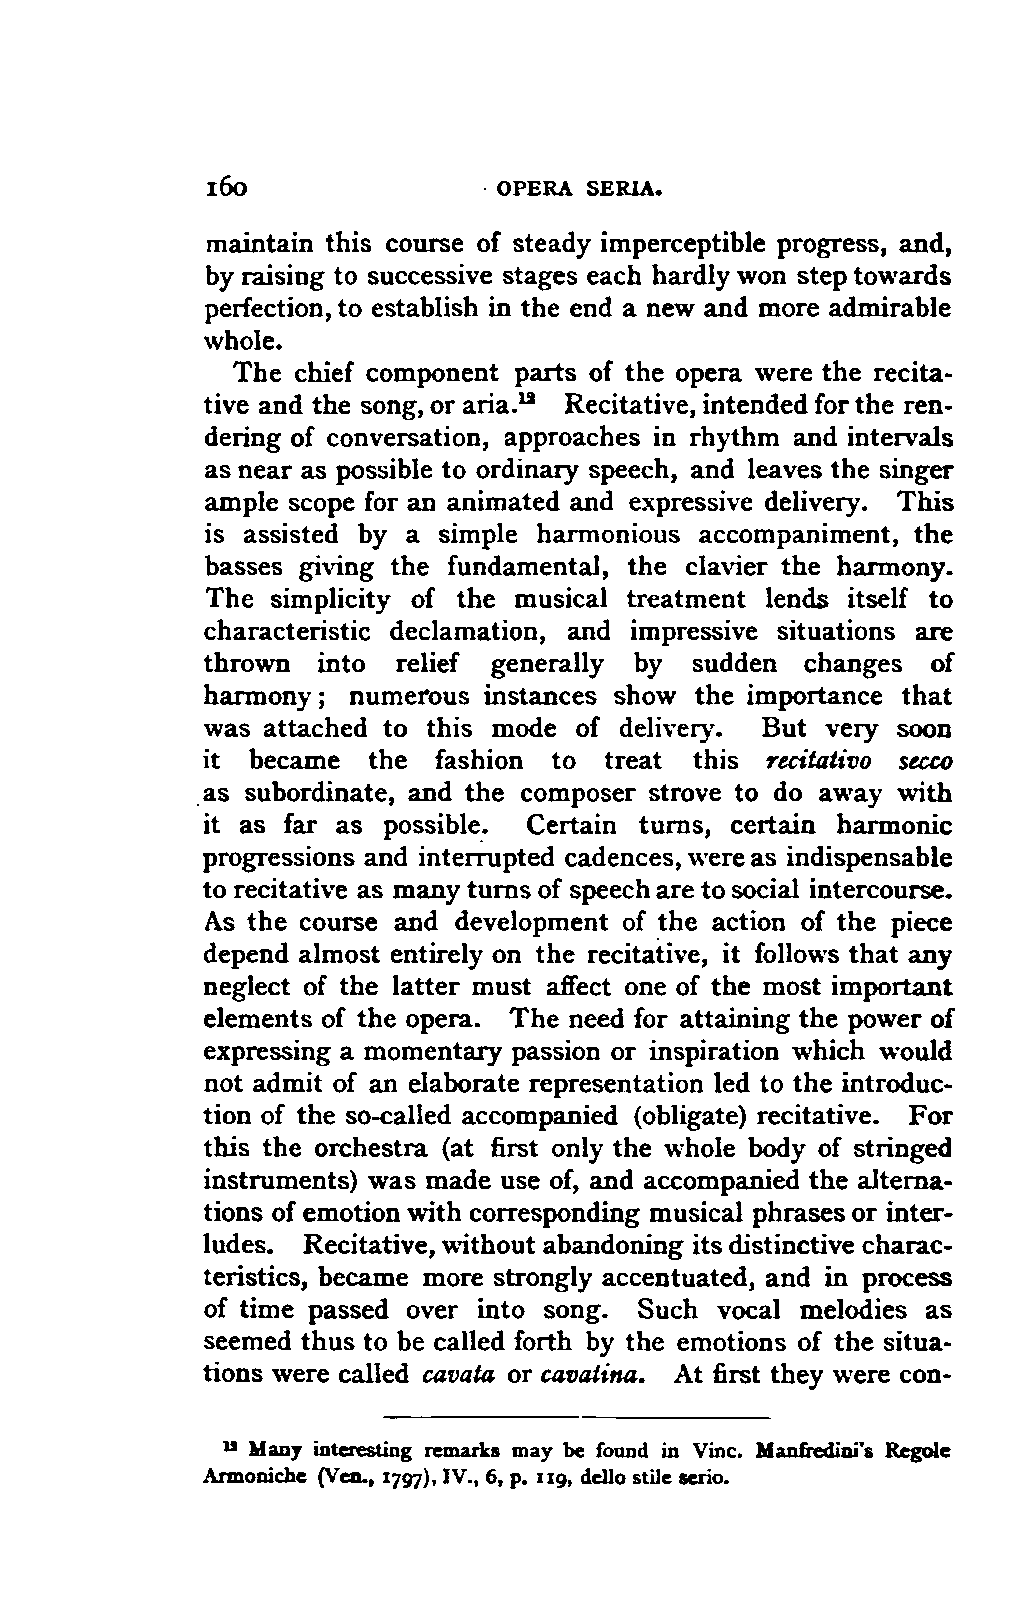 160 OPERA SERIA.
maintain this course of steady imperceptible progress, and,
by raising to successive stages each hardly won step towards
perfection, to establish in the end a new and more admirable
whole.
The chief component parts of the opera were the recita-
tive and the song, or aria.¹³ Recitative, intended for the ren-
dering of conversation, approaches in rhythm and intervals
as near as possible to ordinary speech, and leaves the singer
ample scope for an animated and expressive delivery. This
is assisted by a simple harmonious accompaniment, the
basses giving the fundamental, the clavier the harmony.
The simplicity of the musical treatment lends itself to
characteristic declamation, and impressive situations are
thrown into relief generally by sudden changes of
harmony; numerous instances show the importance that
was attached to this mode of delivery. But very soon
it became the fashion to treat this recitativo secco
as subordinate, and the composer strove to do away with
it as far as possible. Certain turns, certain harmonic
progressions and interrupted cadences, were as indispensable
to recitative as many turns of speech are to social intercourse.
As the course and development of the action of the piece
depend almost entirely on the recitative, it follows that any
neglect of the latter must affect one of the most important
elements of the opera. The need for attaining the power of
expressing a momentary passion or inspiration which would
not admit of an elaborate representation led to the introduc-
tion of the so-called accompanied (obligate) recitative. For
this the orchestra (at first only the whole body of stringed
instruments) was made use of, and accompanied the alterna-
tions of emotion with corresponding musical phrases or inter-
ludes. Recitative, without abandoning its distinctive charac-
teristics, became more strongly accentuated, and in process
of time passed over into song. Such vocal melodies as
seemed thus to be called forth by the emotions of the situa-
tions were called cavata or cavatina. At first they were con-
¹³ Many interesting remarks may be found in Vinc. Manfredini's Regole
Armoniche (Ven., 1797), IV., 6, p. 119, dello stile serio.